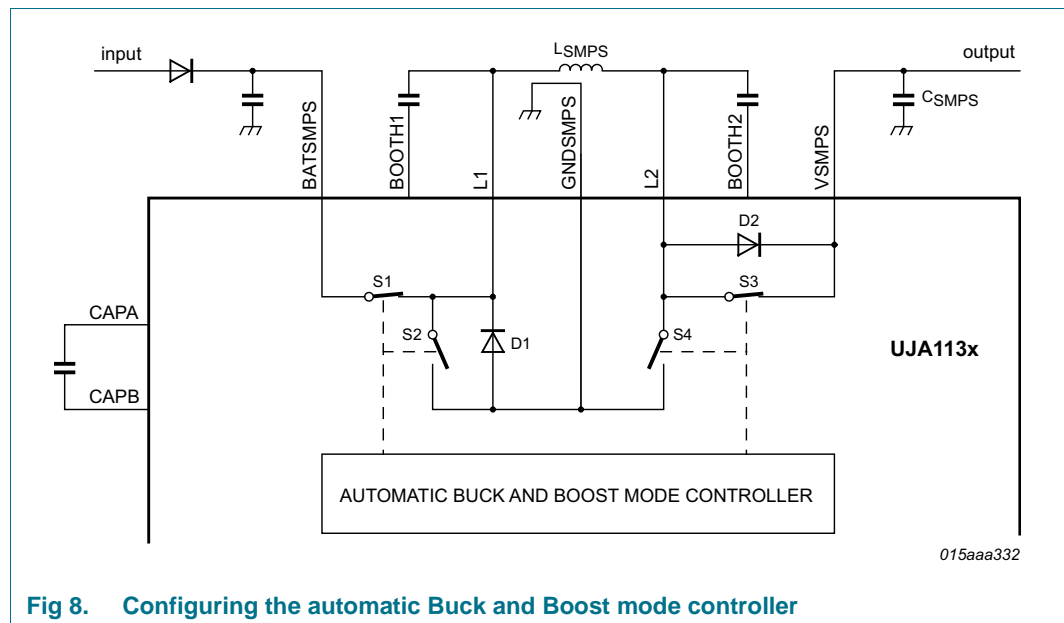 input
LSMPS
output
CSMPS
BATSMPS
BOOTH1
L1
GNDSMPS
L2
BOOTH2
VSMPS
D2
S1
S3
CAPA
S2
D1
S4
UJA113x
CAPB
AUTOMATIC BUCK AND BOOST MODE CONTROLLER
015aaa332
Fig 8. Configuring the automatic Buck and Boost mode controller